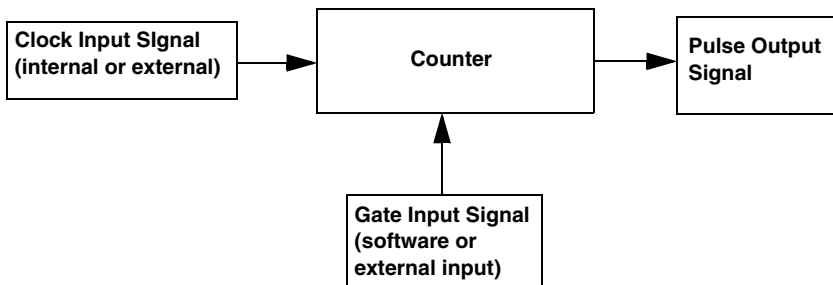 Clock Input SIgnal
(internal or external)
Counter
Pulse Output
Signal
Gate Input Signal
(software or
external input)